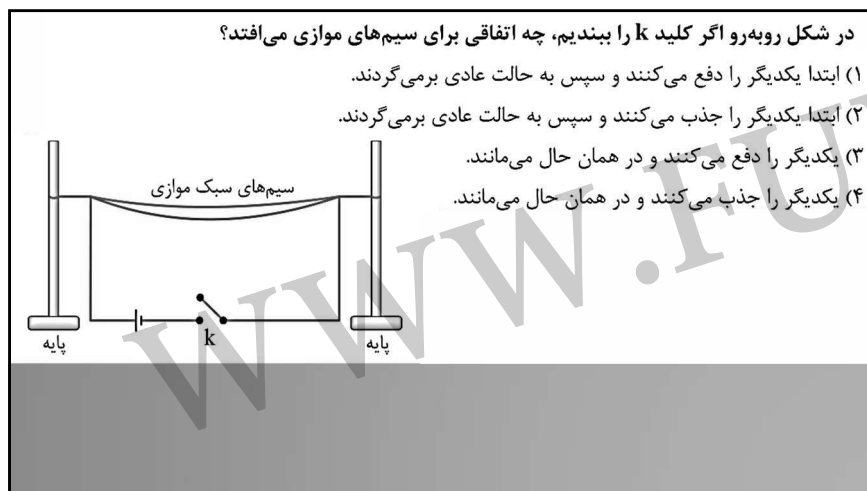 در شکل روبه‌رو اگر کلید k را ببندیم، چه اتفاقی برای سیم‌های موازی می‌افتد؟
۱) ابتدا یکدیگر را دفع می‌کنند و سپس به حالت عادی برمی‌گردند.
۲) ابتدا یکدیگر را جذب می‌کنند و سپس به حالت عادی برمی‌گردند.
۳) یکدیگر را دفع می‌کنند و در همان حال می‌مانند.
۴) یکدیگر را جذب می‌کنند و در همان حال می‌مانند.
سیم‌های سبک موازی
k
پایه
پایه
WWW.FU